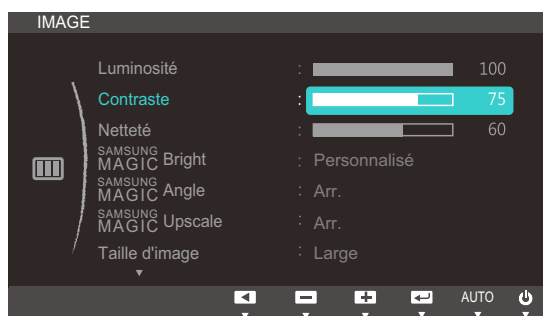 IMAGE
Luminosité : 100
Contraste : 75
Netteté : 60
SAMSUNG MAGIC Bright : Personnalisé
SAMSUNG MAGIC Angle : Arr.
SAMSUNG MAGIC Upscale : Arr.
Taille d'image : Large
AUTO